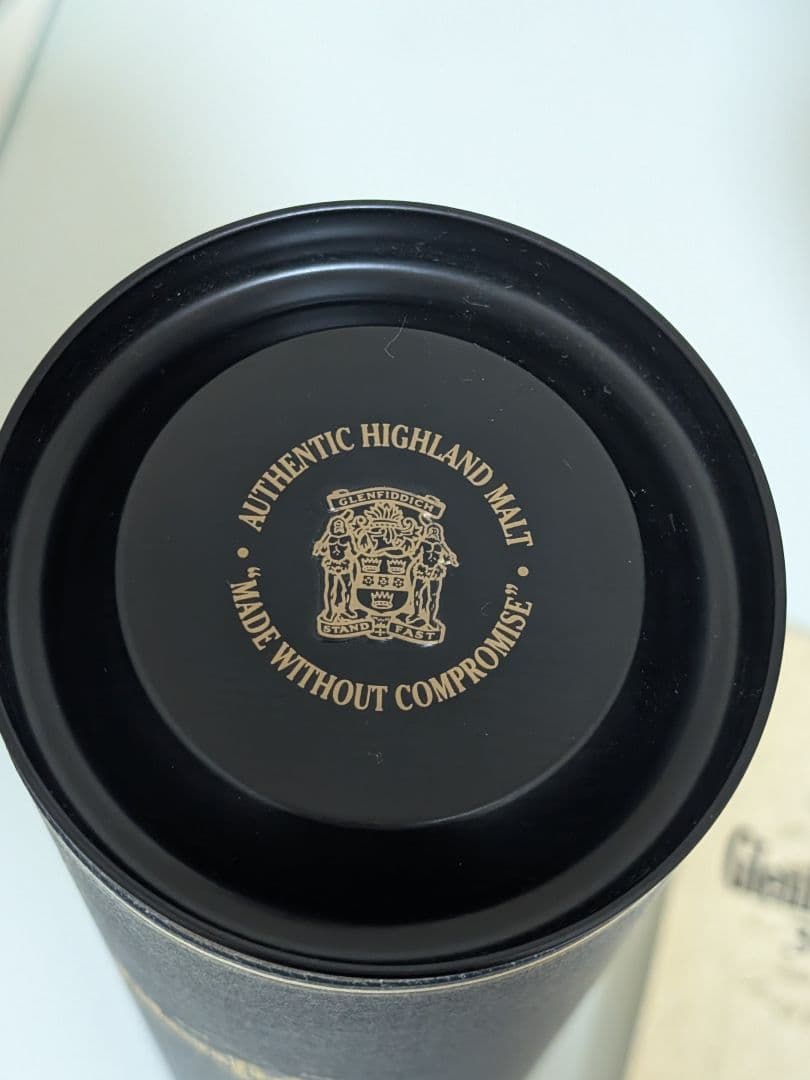 AUTHENTIC HIGHLAND MALT
GLENFIDDICH
STAND FAST
"MADE WITHOUT COMPROMISE"